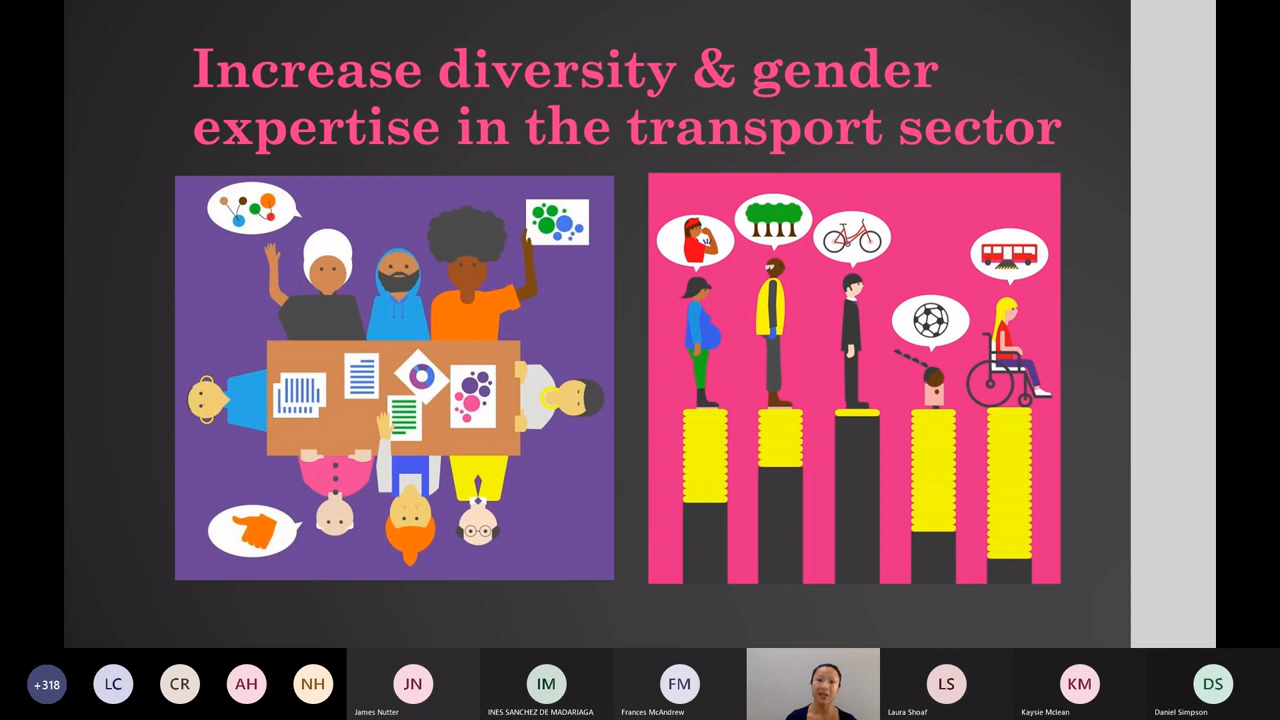 Increase diversity & gender
expertise in the transport sector
+318
LC
CR
AH
NH
JN
James Nutter
IM
INES SANCHEZ DE MADARIAGA
FM
Frances McAndrew
LS
Laura Shoaf
KM
Kaysie Mclean
DS
Daniel Simpson